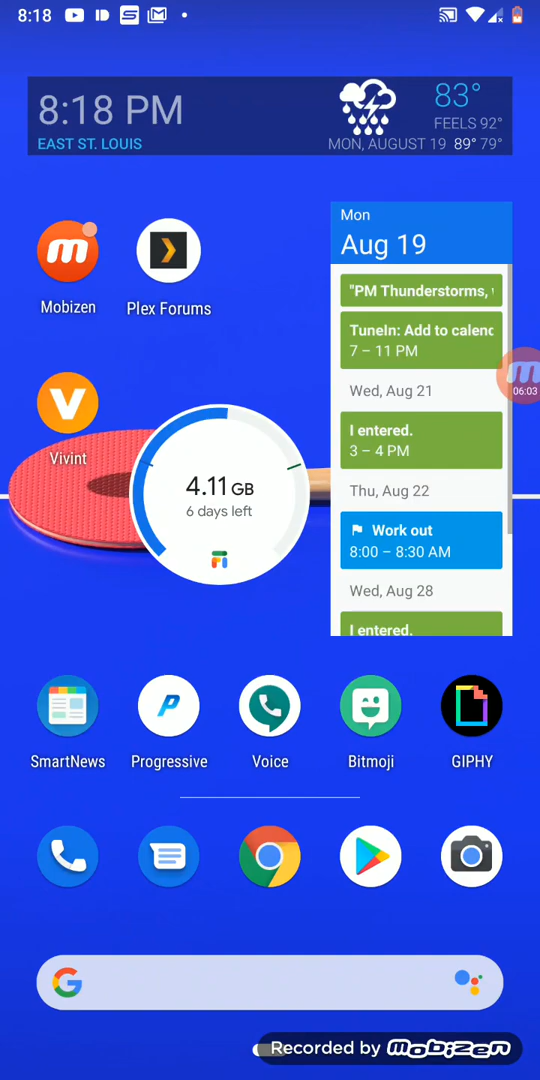 8:18
8:18 PM
EAST ST. LOUIS
83°
FEELS 92°
MON, AUGUST 19 89° 79°
Mobizen
Plex Forums
Mon
Aug 19
"PM Thunderstorms,
TuneIn: Add to calend
7 – 11 PM
Wed, Aug 21
I entered.
3 – 4 PM
Thu, Aug 22
Work out
8:00 – 8:30 AM
Wed, Aug 28
I entered.
06:03
Vivint
4.11 GB
6 days left
SmartNews
Progressive
Voice
Bitmoji
GIPHY
Recorded by mobizen